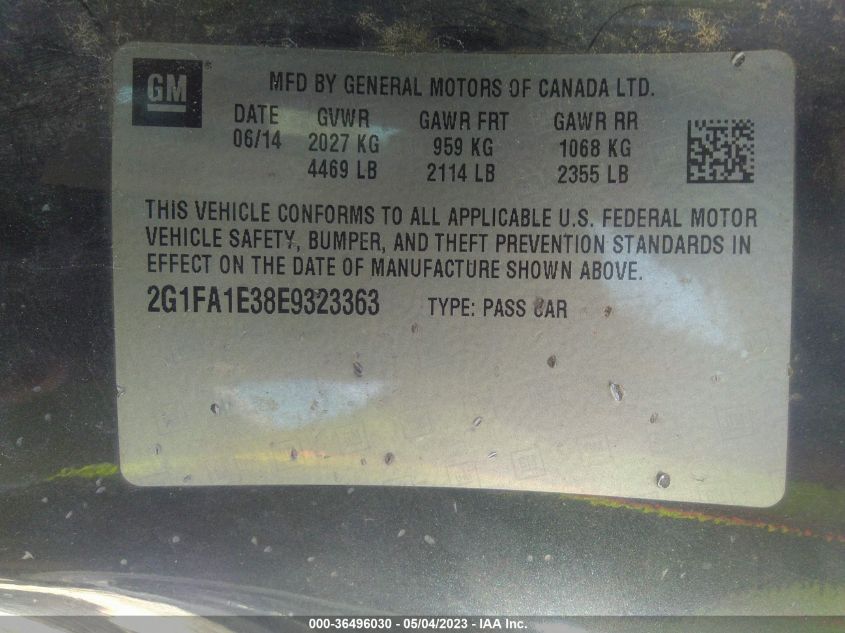 GM ®
MFD BY GENERAL MOTORS OF CANADA LTD.
DATE GVWR GAWR FRT GAWR RR
06/14 2027 KG 959 KG 1068 KG
4469 LB 2114 LB 2355 LB
THIS VEHICLE CONFORMS TO ALL APPLICABLE U.S. FEDERAL MOTOR
VEHICLE SAFETY, BUMPER, AND THEFT PREVENTION STANDARDS IN
EFFECT ON THE DATE OF MANUFACTURE SHOWN ABOVE.
2G1FA1E38E9323363 TYPE: PASS CAR
000-36496030 - 05/04/2023 - IAA Inc.